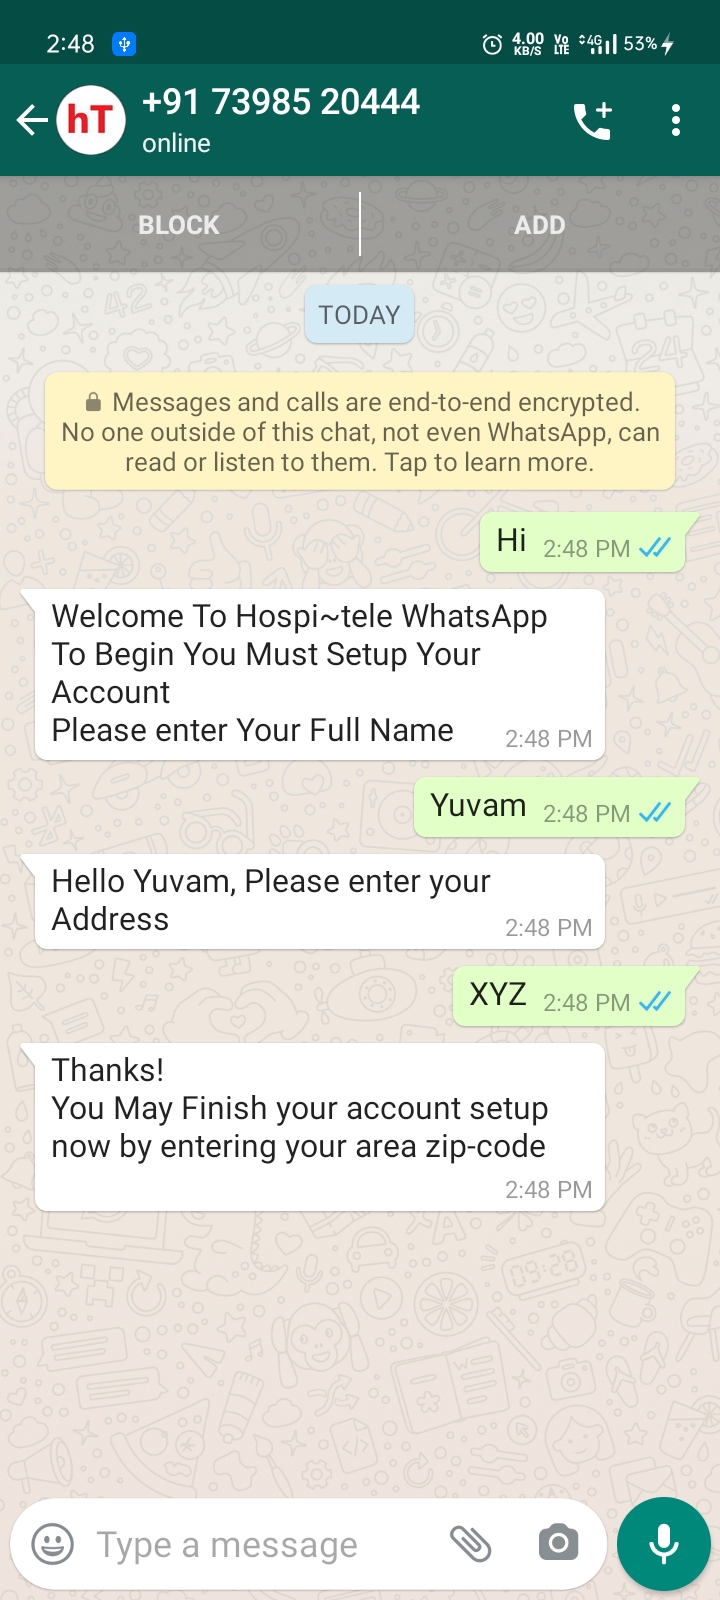 2:48
4.00 KB/S Vo LTE 4G 53%
hT
+91 73985 20444
online
BLOCK ADD
TODAY
Messages and calls are end-to-end encrypted.
No one outside of this chat, not even WhatsApp, can
read or listen to them. Tap to learn more.
Hi 2:48 PM
Welcome To Hospi~tele WhatsApp
To Begin You Must Setup Your
Account
Please enter Your Full Name 2:48 PM
Yuvam 2:48 PM
Hello Yuvam, Please enter your
Address 2:48 PM
XYZ 2:48 PM
Thanks!
You May Finish your account setup
now by entering your area zip-code
2:48 PM
Type a message